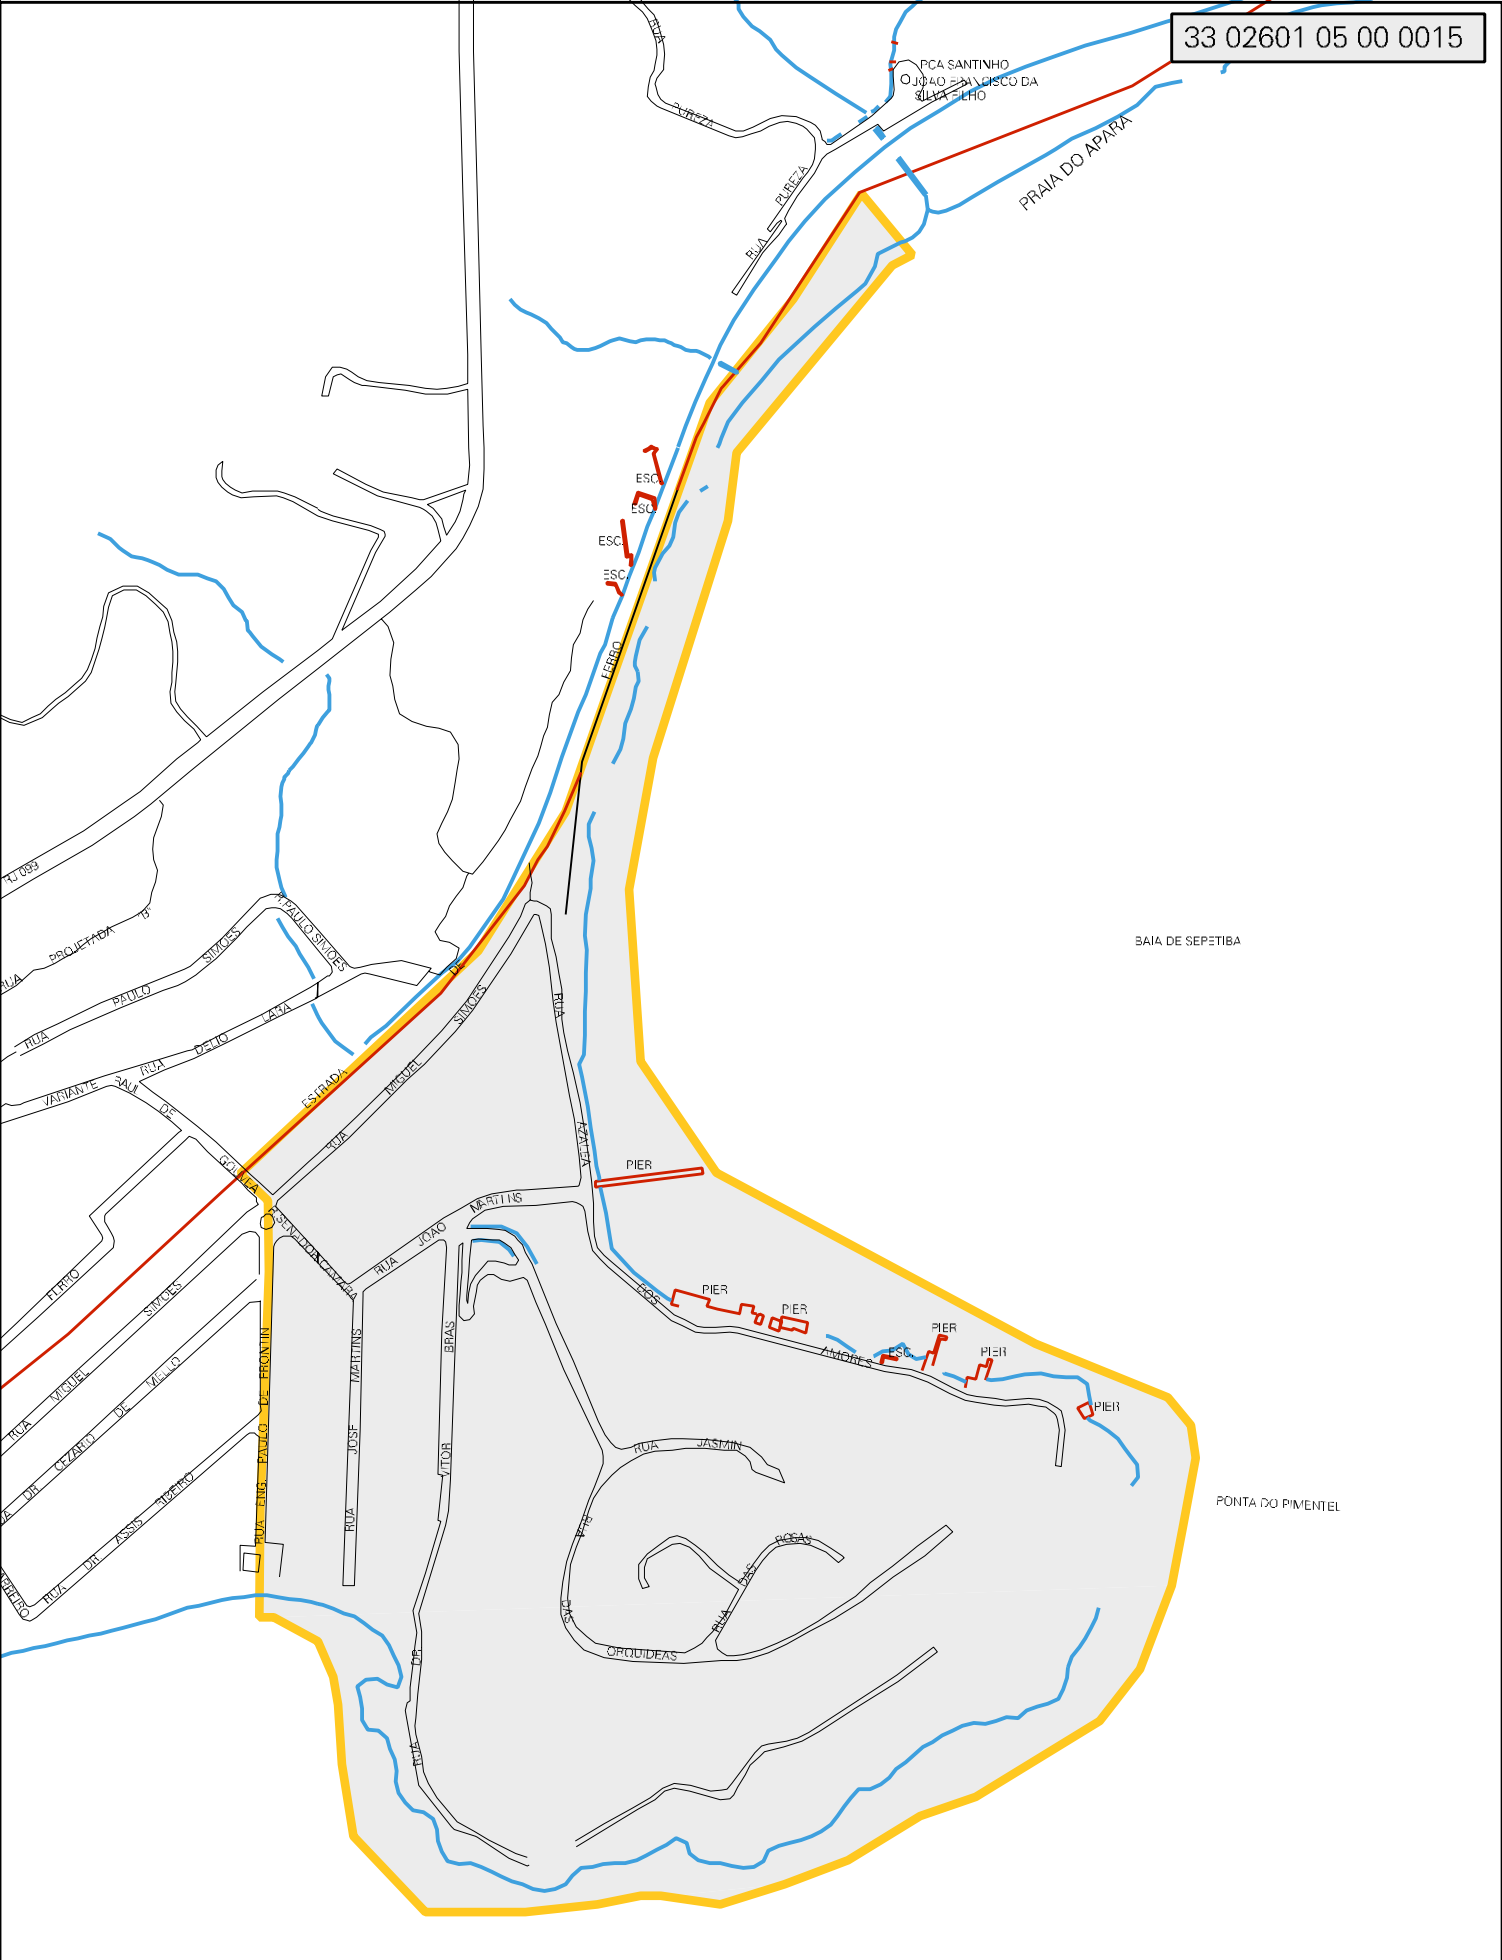 33 02601 05 00 0015
RUA
PUREZA
PCA SANTINHO
JOAO FRANCISCO DA
SILVA FILHO
PRAIA DO APARA
RUA PUREZA
ESC.
ESC.
ESC.
ESC.
FERRO
RJ 099
RUA PROJETADA "B"
R.PAULO SIMOES
RUA PAULO SIMOES
DE
BAIA DE SEPETIBA
RUA DELIO LARA
VARIANTE
RAUL DE GOUVEA
ESTRADA
RUA MIGUEL SIMOES
RUA AZALEA
PIER
RUA JOAO MARTINS
R.SENADOR CAMARA
FERRO
RUA MIGUEL SIMOES
DOS AMORES
PIER
PIER
PIER
ESC.
PIER
PIER
RUA DR CEZARIO DE MELLO
RUA ENG. PAULO DE FRONTIN
RUA JOSE MARTINS
RUA DR VITOR BRAS
RUA JASMIN
RUA DR ASSIS RIBEIRO
PONTA DO PIMENTEL
RUA DAS ORQUIDEAS
RUA DAS ROSAS